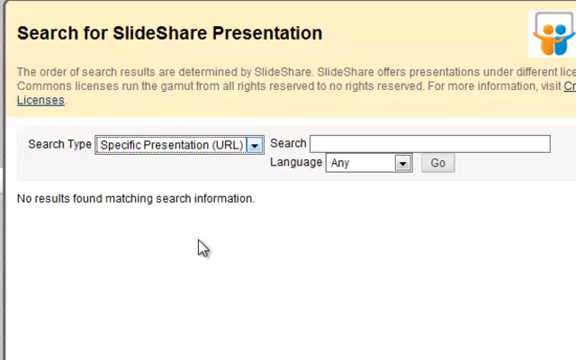 Search for SlideShare Presentation
The order of search results are determined by SlideShare. SlideShare offers presentations under different
Commons licenses run the gamut from all rights reserved to no rights reserved. For more information, visit
Licenses.
Search Type Specific Presentation (URL) Search
Language Any Go
No results found matching search information.